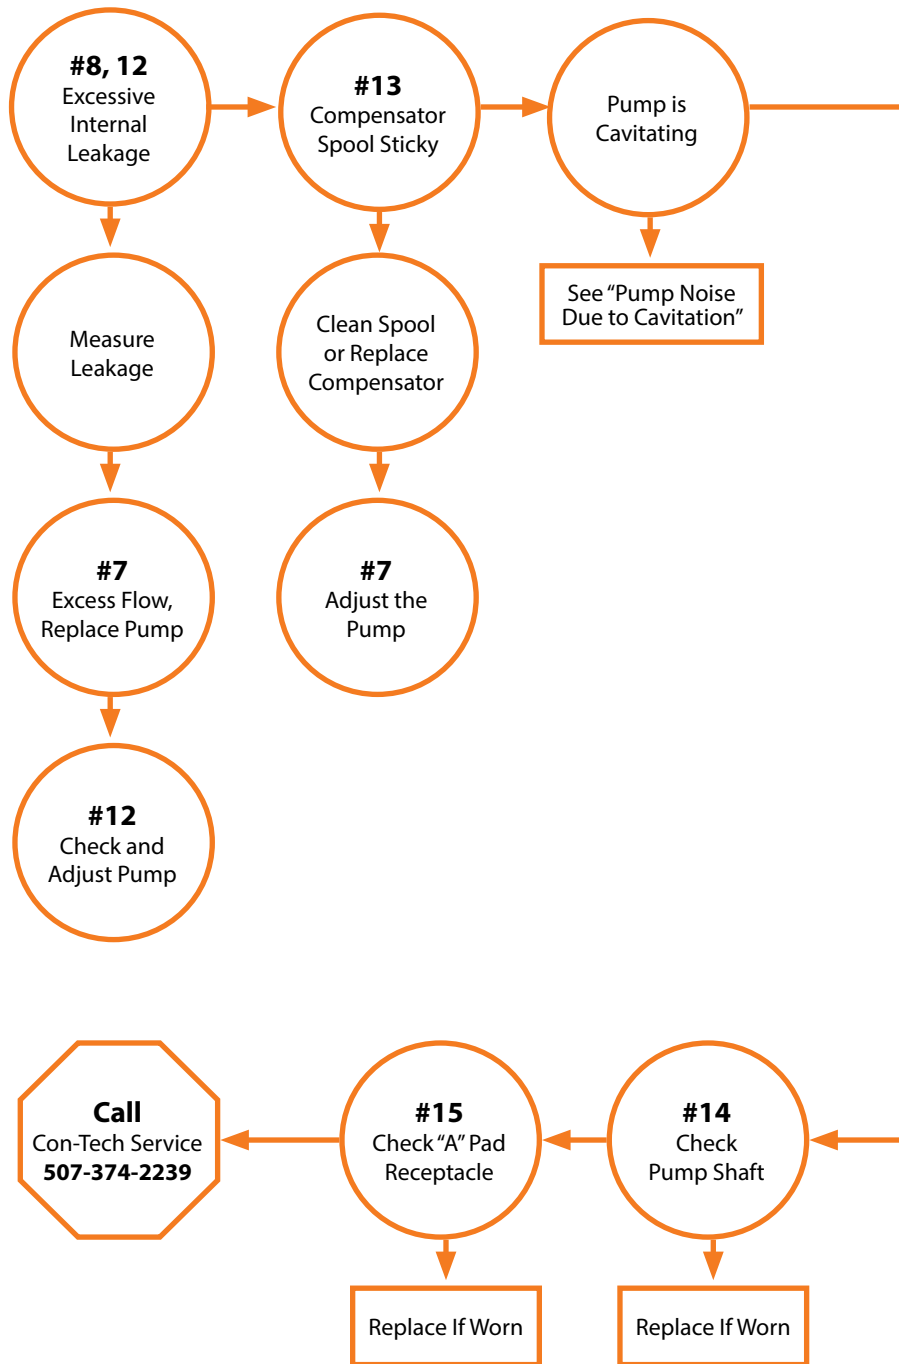 #8, 12
Excessive
Internal
Leakage
#13
Compensator
Spool Sticky
Pump is
Cavitating
Measure
Leakage
Clean Spool
or Replace
Compensator
See “Pump Noise
Due to Cavitation”
#7
Excess Flow,
Replace Pump
#7
Adjust the
Pump
#12
Check and
Adjust Pump
Call
Con-Tech Service
507-374-2239
#15
Check “A” Pad
Receptacle
#14
Check
Pump Shaft
Replace If Worn
Replace If Worn